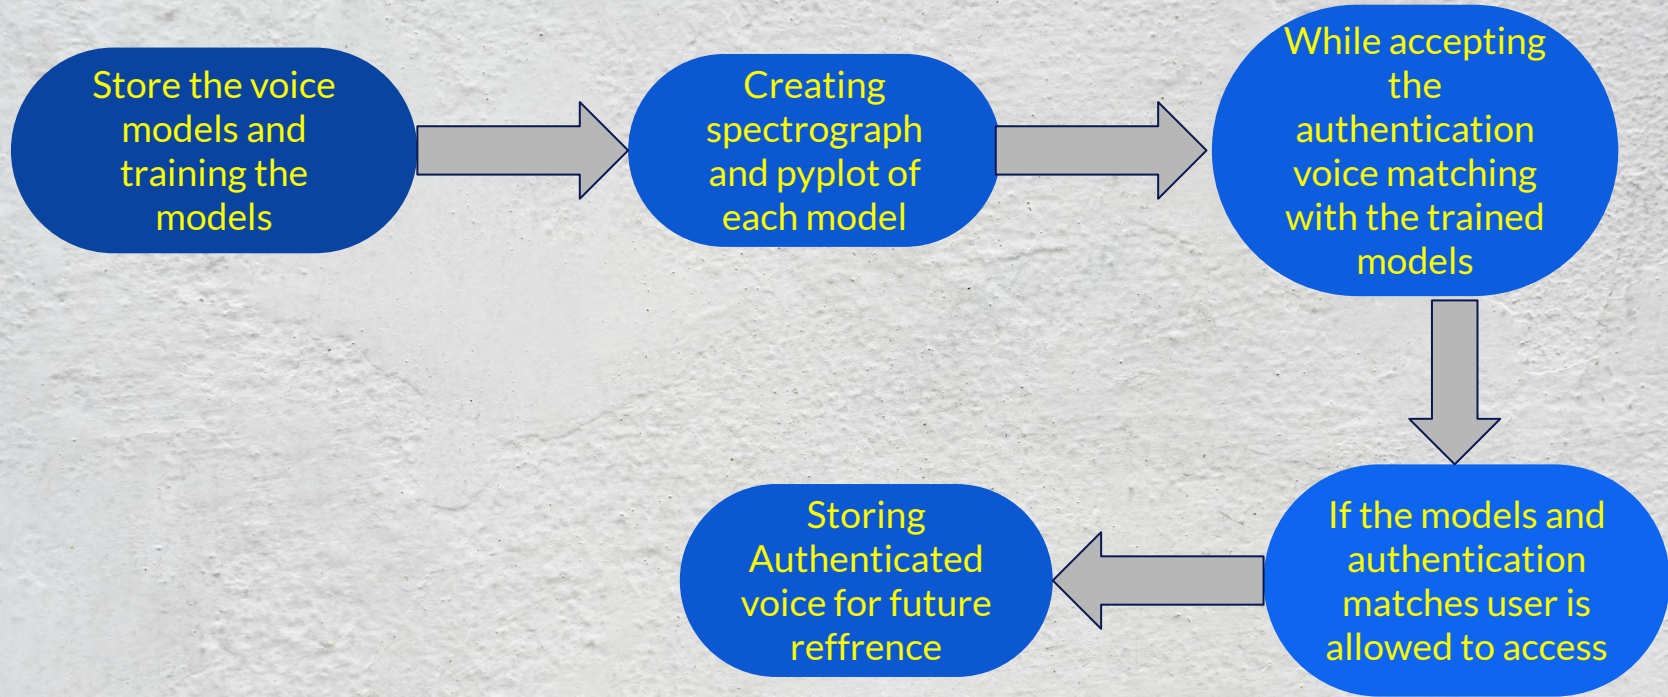 Store the voice
models and
training the
models
Creating
spectrograph
and pyplot of
each model
While accepting
the
authentication
voice matching
with the trained
models
If the models and
authentication
matches user is
allowed to access
Storing
Authenticated
voice for future
reffrence